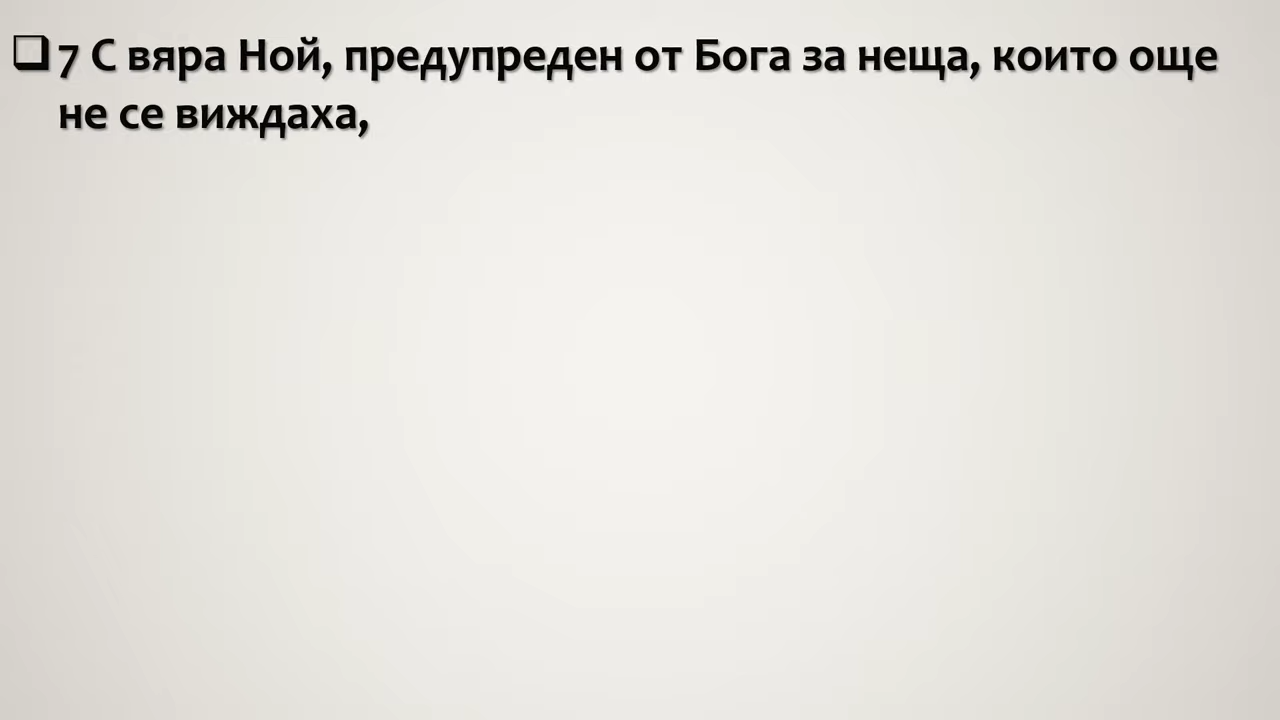 ❑7 С вяра Ной, предупреден от Бога за неща, които още
не се виждаха,